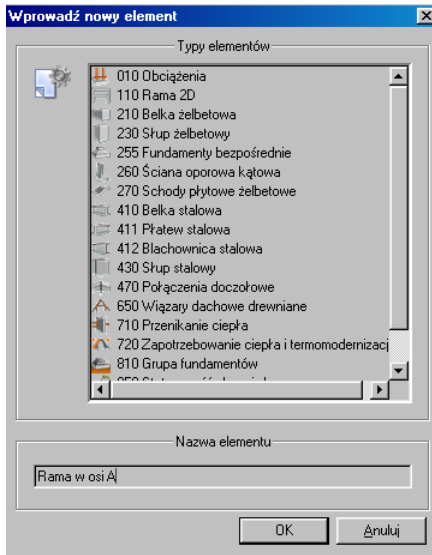 Wprowadź nowy element
Typy elementów
010 Obciążenia
110 Rama 2D
210 Belka żelbetowa
230 Słup żelbetowy
255 Fundamenty bezpośrednie
260 Ściana oporowa kątowa
270 Schody płytowe żelbetowe
410 Belka stalowa
411 Płatew stalowa
412 Blachownica stalowa
430 Słup stalowy
470 Połączenia doczołowe
650 Wiązary dachowe drewniane
710 Przenikanie ciepła
720 Zapotrzebowanie ciepła i termomodernizacj
810 Grupa fundamentów
Nazwa elementu
Rama w osi A
OK
Anuluj